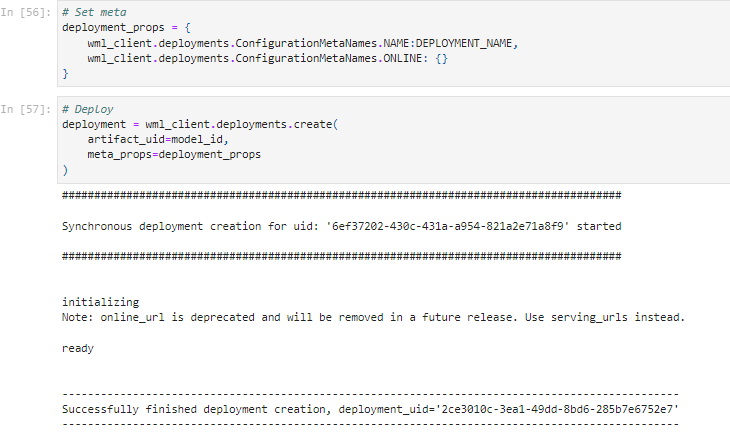 In [56]: # Set meta
deployment_props = {
    wml_client.deployments.ConfigurationMetaNames.NAME:DEPLOYMENT_NAME,
    wml_client.deployments.ConfigurationMetaNames.ONLINE: {}
}
In [57]: # Deploy
deployment = wml_client.deployments.create(
    artifact_uid=model_id,
    meta_props=deployment_props
)
#######################################################################################
Synchronous deployment creation for uid: '6ef37202-430c-431a-a954-821a2e71a8f9' started
#######################################################################################
initializing
Note: online_url is deprecated and will be removed in a future release. Use serving_urls instead.
ready
------------------------------------------------------------------------------------------------
Successfully finished deployment creation, deployment_uid='2ce3010c-3ea1-49dd-8bd6-285b7e6752e7'
------------------------------------------------------------------------------------------------